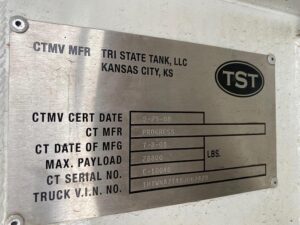 CTMV MFR TRI STATE TANK, LLC
KANSAS CITY, KS
TST
CTMV CERT DATE
CT MFR PROGRESS
CT DATE OF MFG
MAX. PAYLOAD LBS.
CT SERIAL NO.
TRUCK V.I.N. NO.